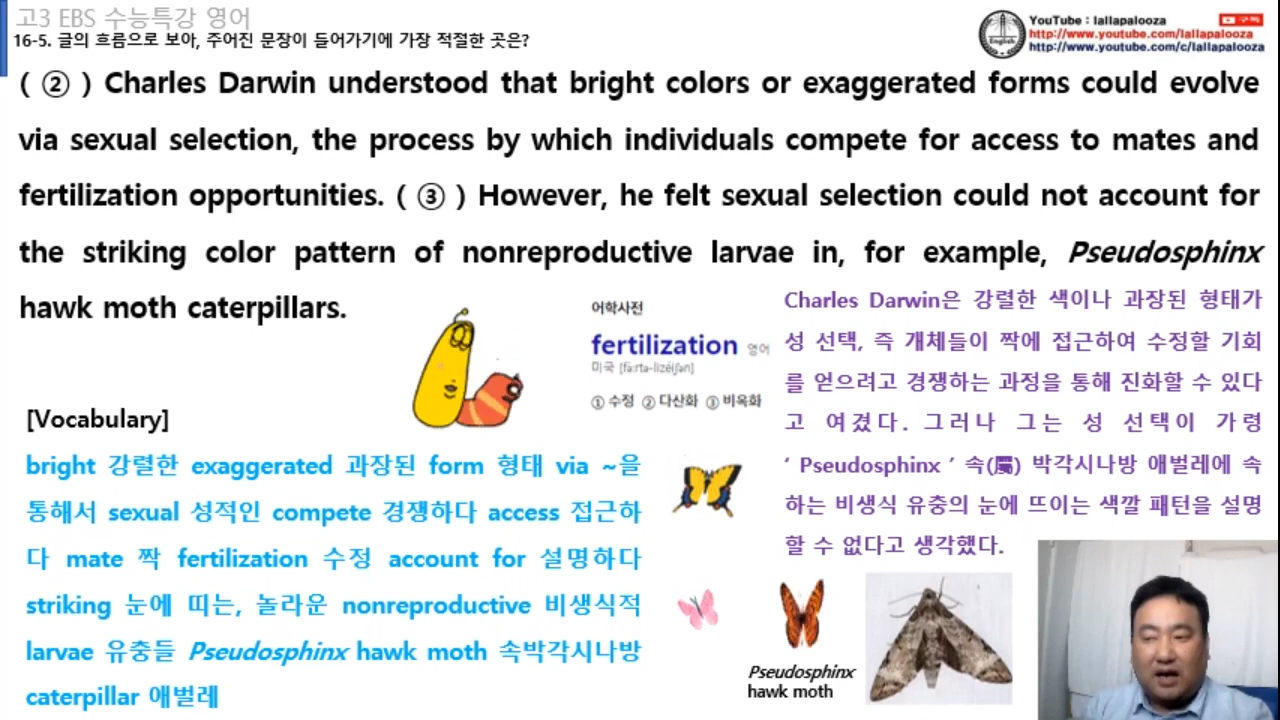 고3 EBS 수능특강 영어
16-5. 글의 흐름으로 보아, 주어진 문장이 들어가기에 가장 적절한 곳은?
YouTube : lallapalooza
구독
http://www.youtube.com/lallapalooza
http://www.youtube.com/c/lallapalooza
English
( ② ) Charles Darwin understood that bright colors or exaggerated forms could evolve
via sexual selection, the process by which individuals compete for access to mates and
fertilization opportunities. ( ③ ) However, he felt sexual selection could not account for
the striking color pattern of nonreproductive larvae in, for example, Pseudosphinx
hawk moth caterpillars.
어학사전
fertilization 영어
미국 [fə:rtə-lizéiʃən]
① 수정 ② 다산화 ③ 비옥화
Charles Darwin은 강렬한 색이나 과장된 형태가
성 선택, 즉 개체들이 짝에 접근하여 수정할 기회
를 얻으려고 경쟁하는 과정을 통해 진화할 수 있다
고 여겼다. 그러나 그는 성 선택이 가령
‘ Pseudosphinx ’ 속(屬) 박각시나방 애벌레에 속
하는 비생식 유충의 눈에 뜨이는 색깔 패턴을 설명
할 수 없다고 생각했다.
[Vocabulary]
bright 강렬한 exaggerated 과장된 form 형태 via ~을
통해서 sexual 성적인 compete 경쟁하다 access 접근하
다 mate 짝 fertilization 수정 account for 설명하다
striking 눈에 띠는, 놀라운 nonreproductive 비생식적
larvae 유충들 Pseudosphinx hawk moth 속박각시나방
caterpillar 애벌레
Pseudosphinx
hawk moth